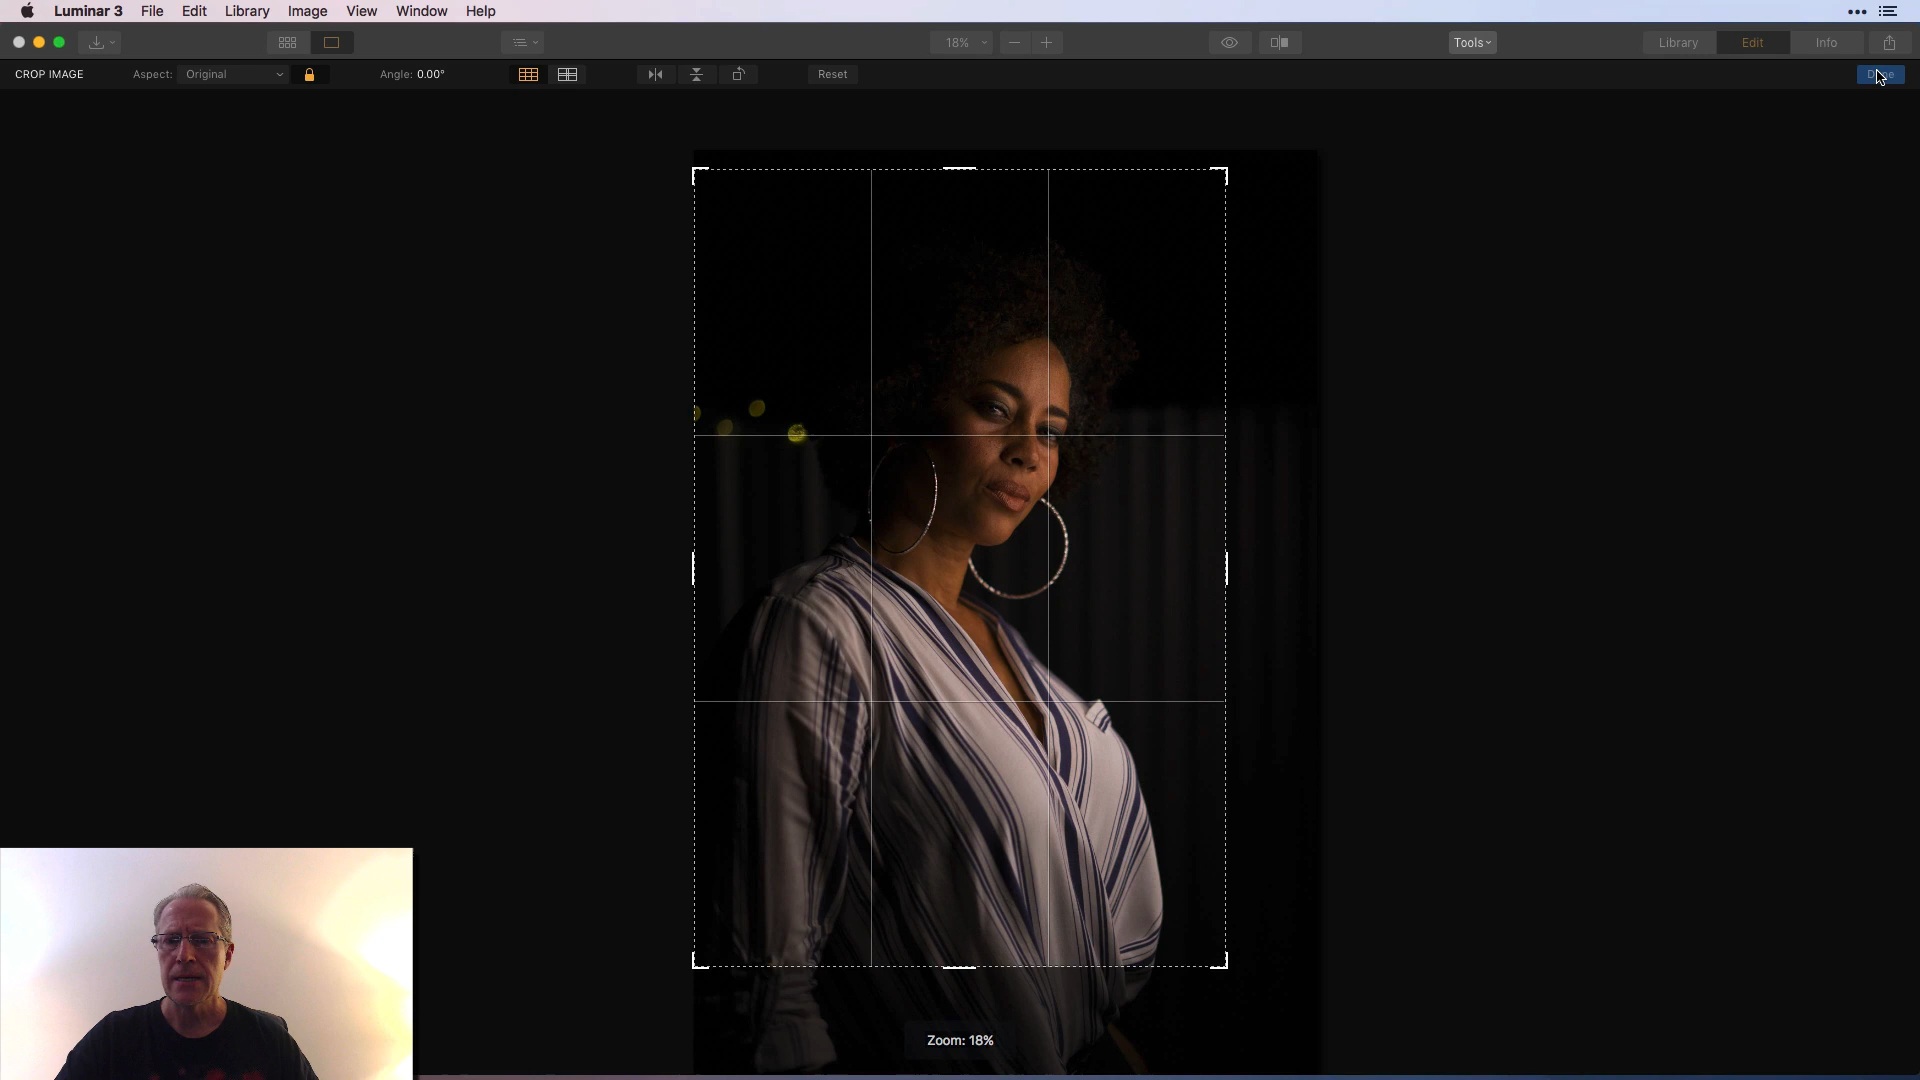 Luminar 3 File Edit Library Image View Window Help
18% Tools Library Edit Info
CROP IMAGE Aspect: Original Angle: 0.00° Reset Done
Zoom: 18%